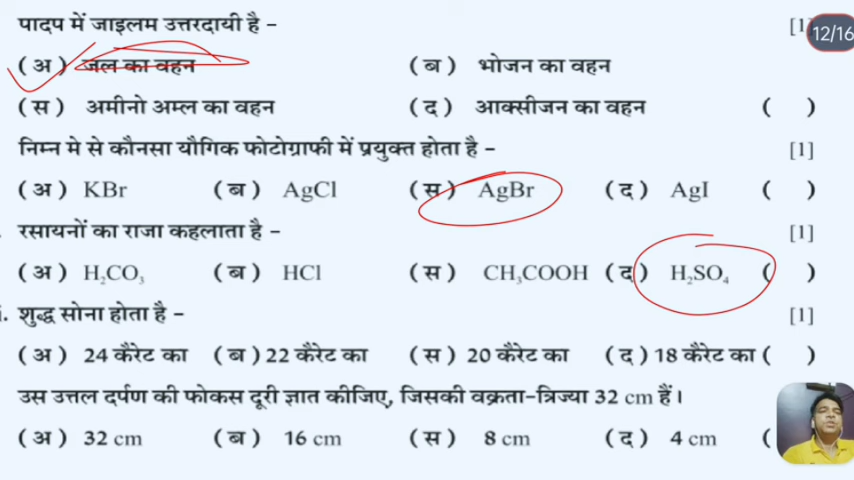 पादप में जाइलम उत्तरदायी है – [1]
12/16
(अ) जल का वहन (ब) भोजन का वहन
(स) अमीनो अम्ल का वहन (द) आक्सीजन का वहन ( )
निम्न मे से कौनसा यौगिक फोटोग्राफी में प्रयुक्त होता है – [1]
(अ) KBr (ब) AgCl (स) AgBr (द) AgI ( )
रसायनों का राजा कहलाता है – [1]
(अ) H₂CO₃ (ब) HCl (स) CH₃COOH (द) H₂SO₄ ( )
i. शुद्ध सोना होता है – [1]
(अ) 24 कैरेट का (ब) 22 कैरेट का (स) 20 कैरेट का (द) 18 कैरेट का ( )
उस उत्तल दर्पण की फोकस दूरी ज्ञात कीजिए, जिसकी वक्रता-त्रिज्या 32 cm हैं।
(अ) 32 cm (ब) 16 cm (स) 8 cm (द) 4 cm (